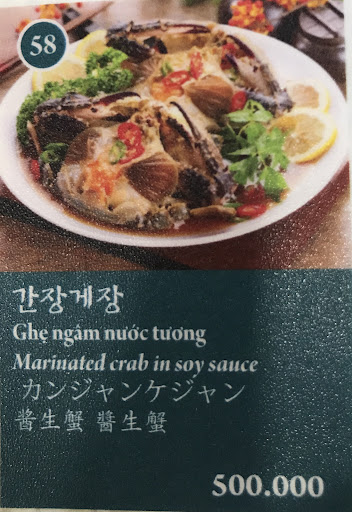 58
간장게장
Ghẹ ngâm nước tương
Marinated crab in soy sauce
カンジャンケジャン
酱生蟹 醬生蟹
500.000